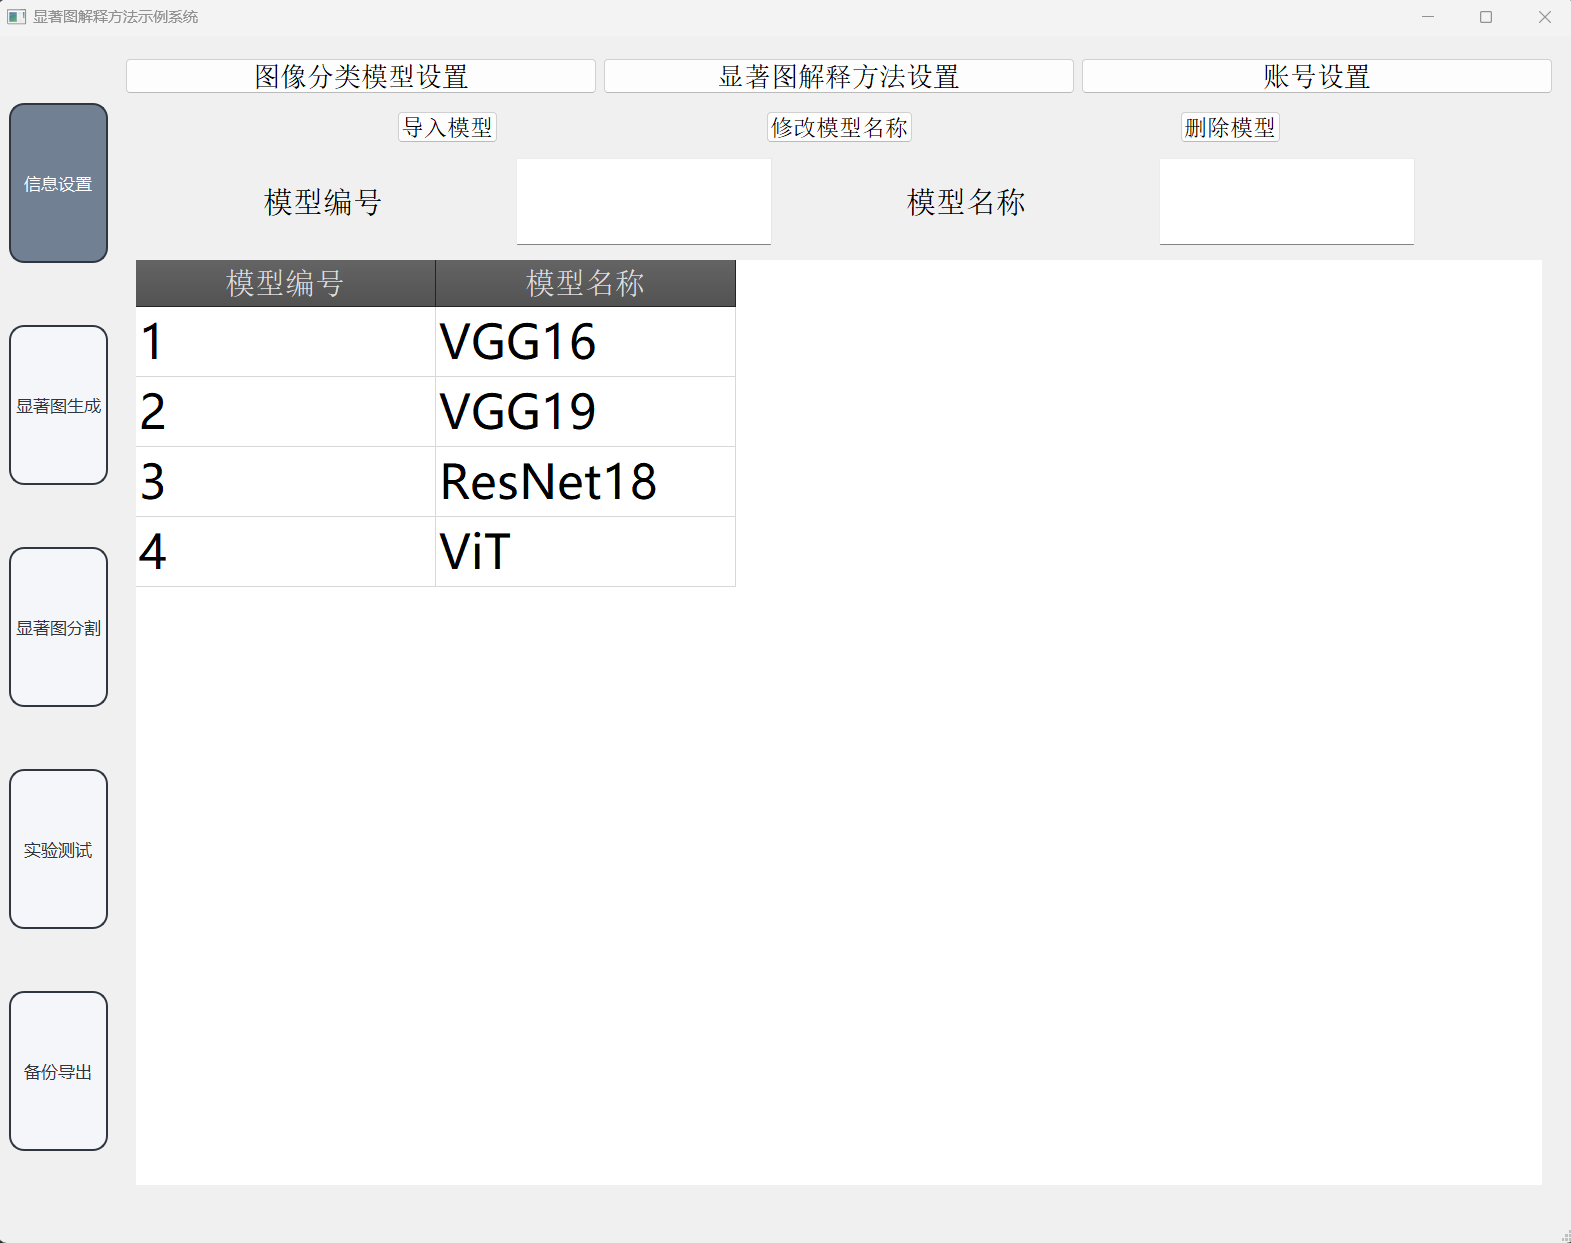 显著图解释方法示例系统
图像分类模型设置 显著图解释方法设置 账号设置
导入模型 修改模型名称 删除模型
信息设置
模型编号 模型名称
模型编号 模型名称
1 VGG16
2 VGG19
3 ResNet18
4 ViT
显著图生成
显著图分割
实验测试
备份导出